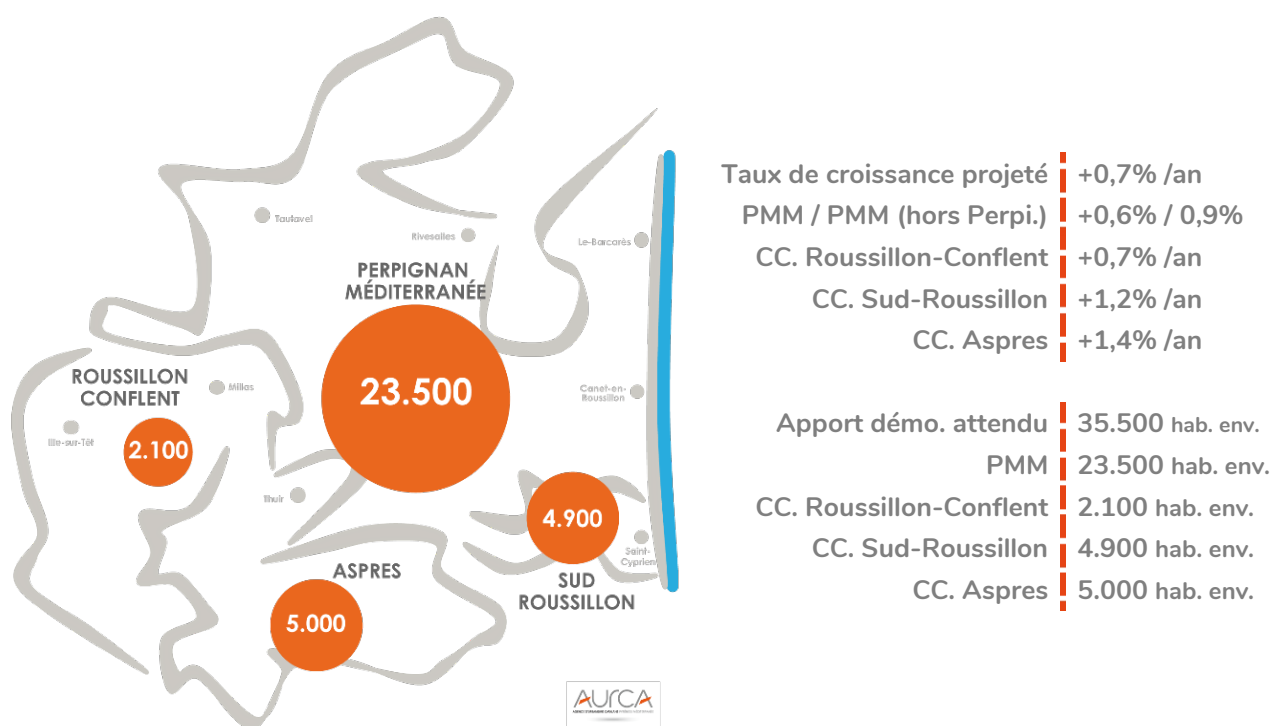 Tautavel
Rivesaltes
Le-Barcarès
PERPIGNAN
MÉDITERRANÉE
23.500
ROUSSILLON
CONFLENT
Millas
Ille-sur-Têt
2.100
Canet-en-
Roussillon
Thuir
4.900
Saint-
Cyprien
ASPRES
SUD
ROUSSILLON
5.000
AURCA
Taux de croissance projeté +0,7% /an
PMM / PMM (hors Perpi.) +0,6% / 0,9%
CC. Roussillon-Conflent +0,7% /an
CC. Sud-Roussillon +1,2% /an
CC. Aspres +1,4% /an
Apport démo. attendu 35.500 hab. env.
PMM 23.500 hab. env.
CC. Roussillon-Conflent 2.100 hab. env.
CC. Sud-Roussillon 4.900 hab. env.
CC. Aspres 5.000 hab. env.